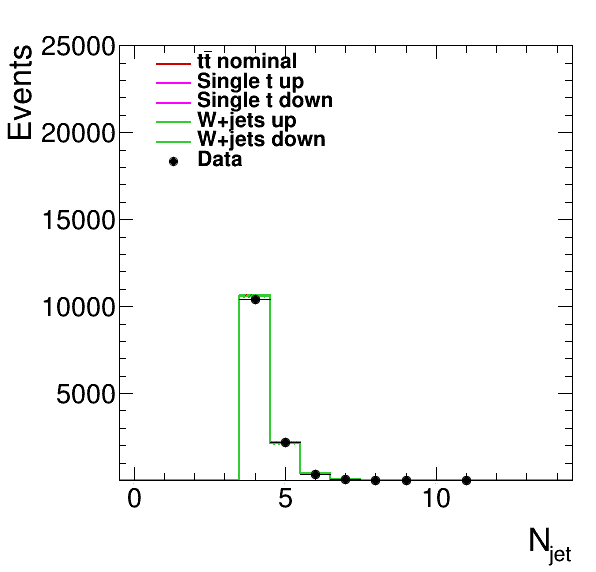 25000
20000
15000
10000
5000
Events
tt̄ nominal
Single t up
Single t down
W+jets up
W+jets down
Data
0 5 10
N_jet